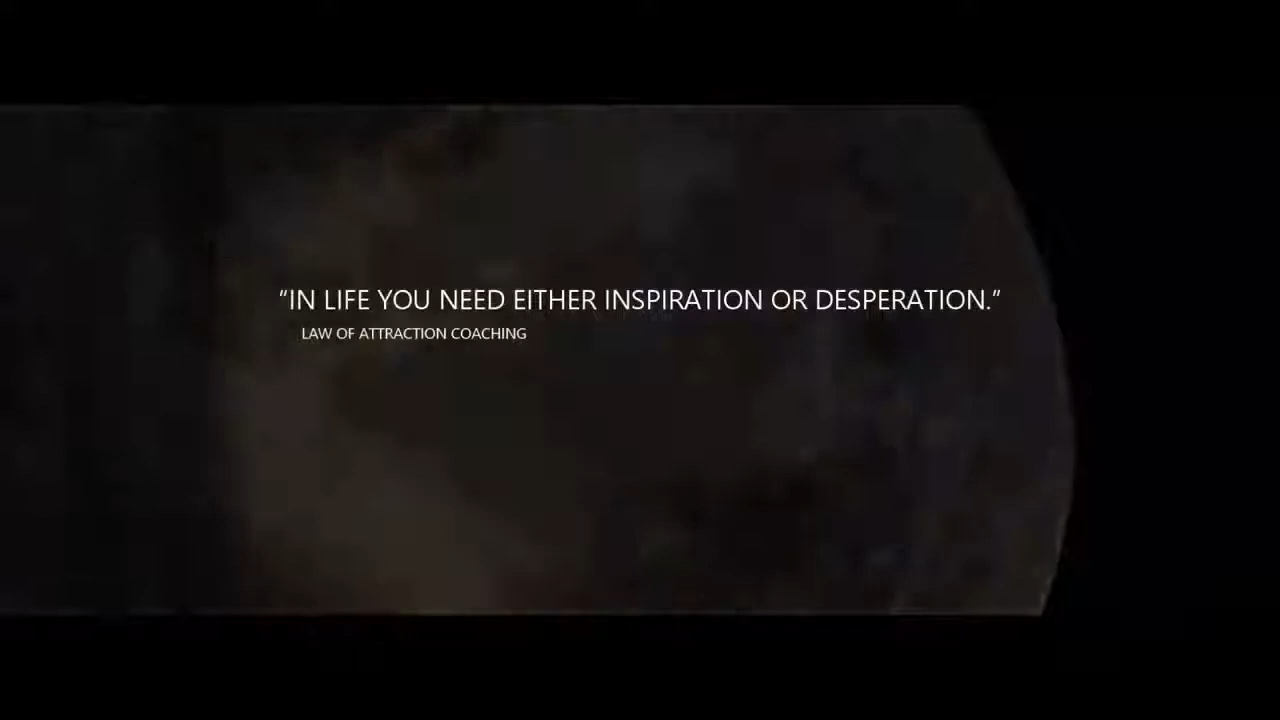 “IN LIFE YOU NEED EITHER INSPIRATION OR DESPERATION.”
LAW OF ATTRACTION COACHING